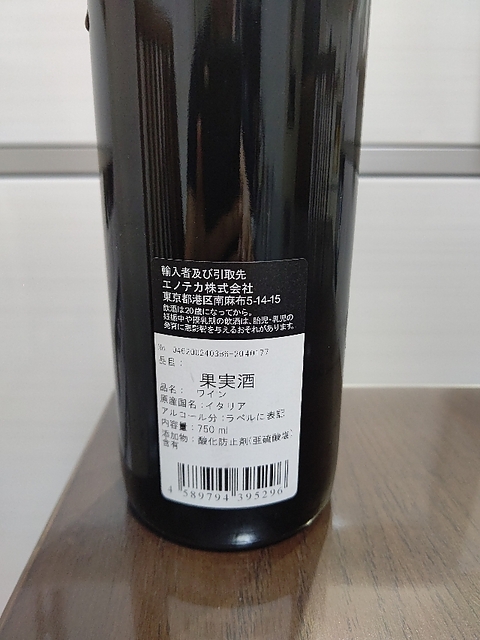 輸入者及び引取先
エノテカ株式会社
東京都港区南麻布5-14-15
飲酒は20歳になってから。
妊娠中や授乳期の飲酒は、胎児・乳児の
発育に悪影響を与えるおそれがあります。
No. 0462002403B6-2040177
品目：
果実酒
品名： ワイン
原産国名：イタリア
アルコール分：ラベルに表記
内容量：750 ml
添加物：酸化防止剤(亜硫酸塩)
含有
4 589794 395296